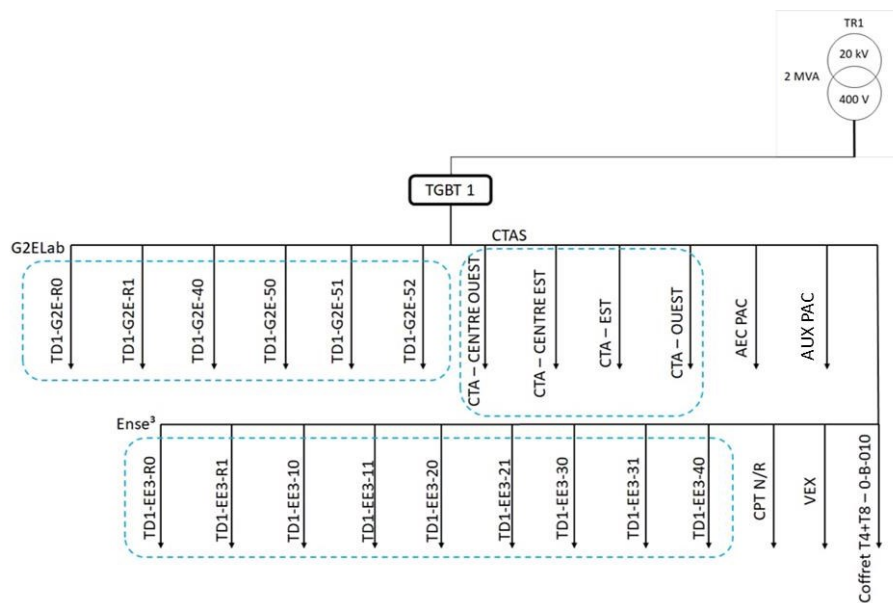 TR1
20 kV
2 MVA
400 V
TGBT 1
CTAS
G2ELab
TD1-G2E-R0
TD1-G2E-R1
TD1-G2E-40
TD1-G2E-50
TD1-G2E-51
TD1-G2E-52
CTA – CENTRE OUEST
CTA – CENTRE EST
CTA – EST
CTA – OUEST
AEC PAC
AUX PAC
Ense³
TD1-EE3-R0
TD1-EE3-R1
TD1-EE3-10
TD1-EE3-11
TD1-EE3-20
TD1-EE3-21
TD1-EE3-30
TD1-EE3-31
TD1-EE3-40
CPT N/R
VEX
Coffret T4+T8 – 0-B-010